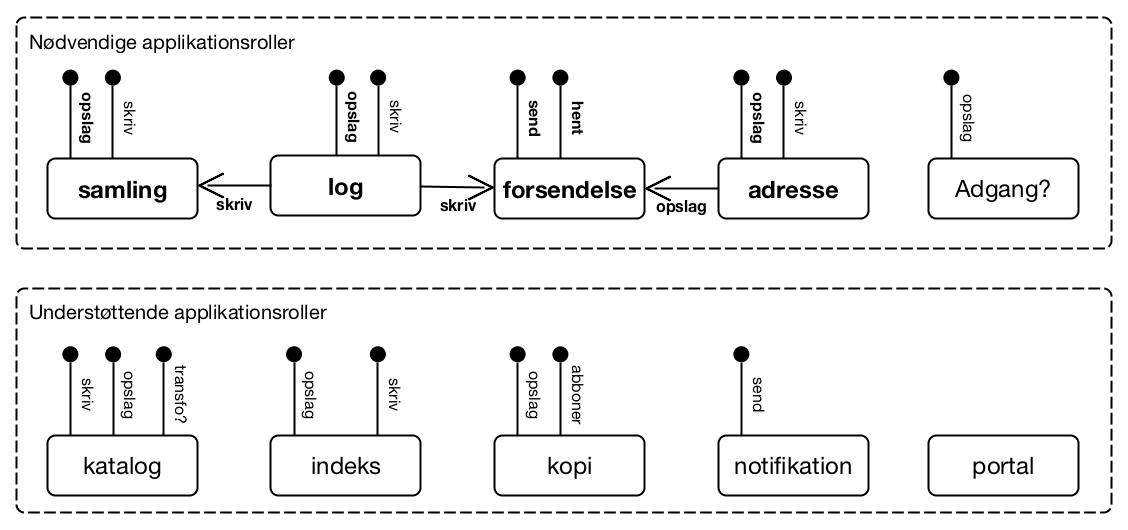 Nødvendige applikationsroller
opslag
skriv
opslag
skriv
send
hent
opslag
skriv
opslag
samling
log
forsendelse
adresse
Adgang?
skriv
skriv
opslag
Understøttende applikationsroller
skriv
opslag
transfo?
opslag
skriv
opslag
abboner
send
katalog
indeks
kopi
notifikation
portal